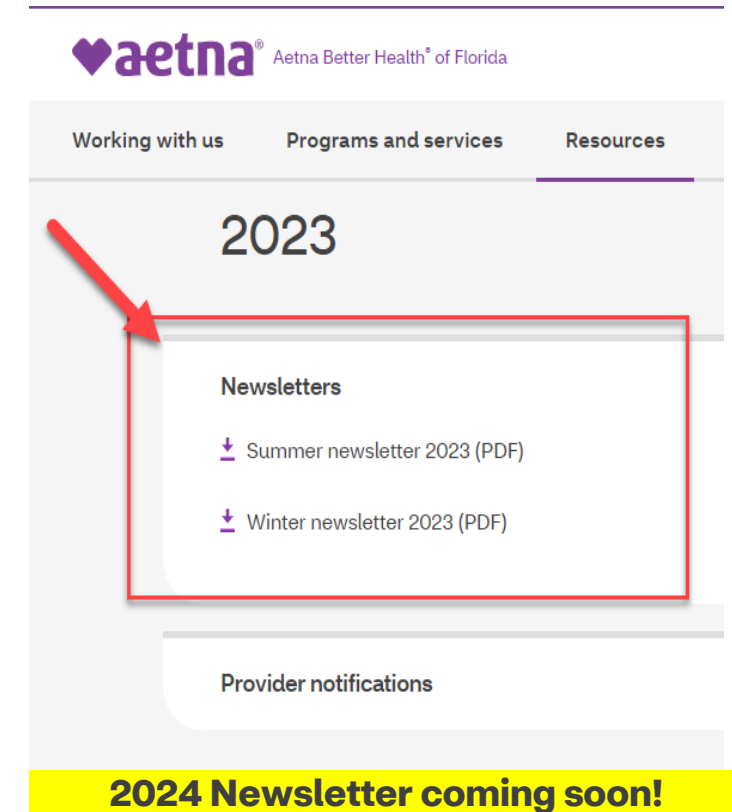 aetna® Aetna Better Health® of Florida
Working with us Programs and services Resources
2023
Newsletters
Summer newsletter 2023 (PDF)
Winter newsletter 2023 (PDF)
Provider notifications
2024 Newsletter coming soon!